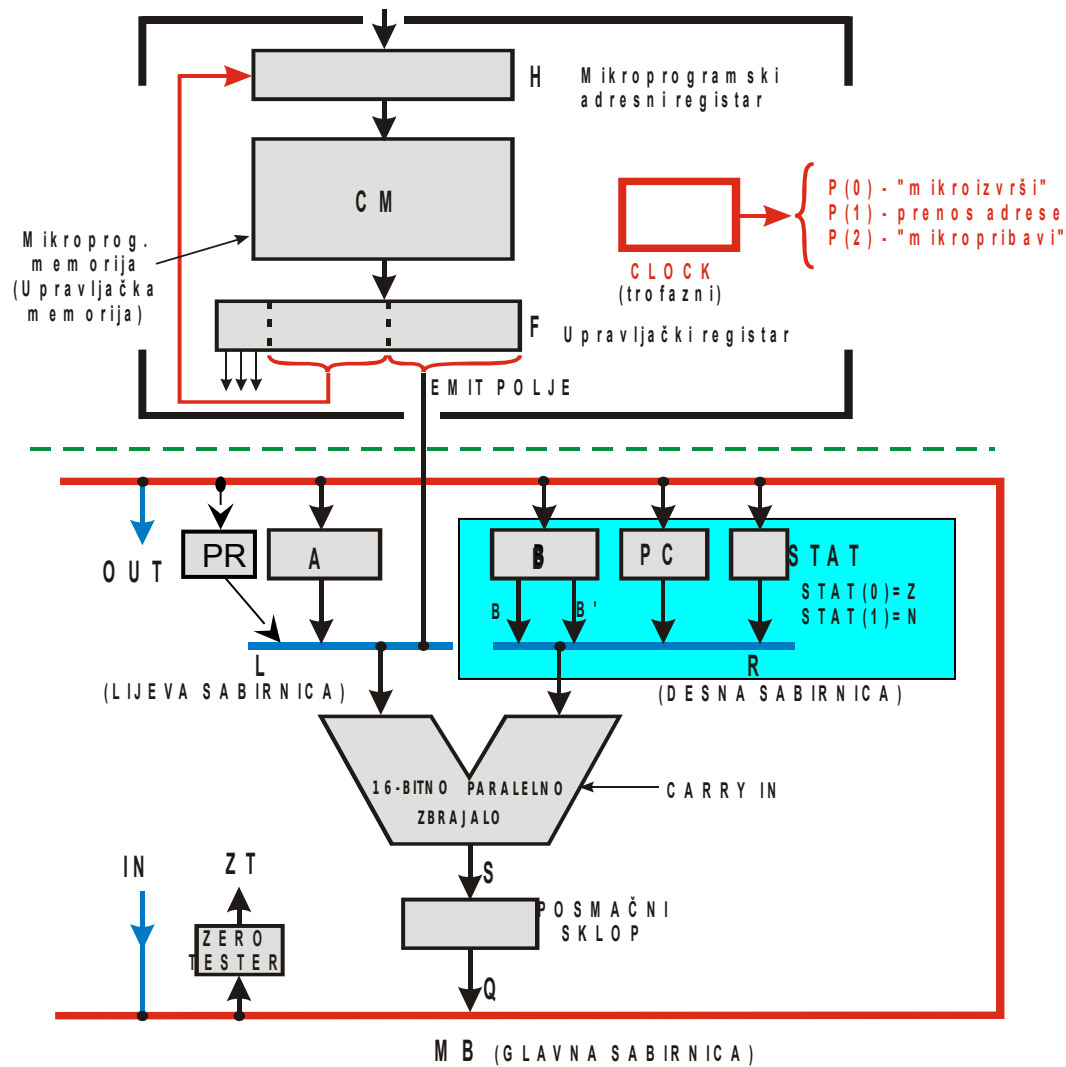 H
Mikroprogramski
adresni registar
CM
P(0) - "mikroizvrši"
P(1) - prenos adrese
P(2) - "mikropribavi"
Mikroprog.
memorija
(Upravljačka
memorija)
CLOCK
(trofazni)
F
Upravljački registar
EMIT POLJE
OUT
PR
A
B
PC
STAT
STAT(0)=Z
STAT(1)=N
B
B'
L
(LIJEVA SABIRNICA)
R
(DESNA SABIRNICA)
16-BITNO PARALELNO
ZBRAJALO
CARRY IN
S
IN
ZT
POSMAČNI
SKLOP
ZERO
TESTER
Q
MB (GLAVNA SABIRNICA)